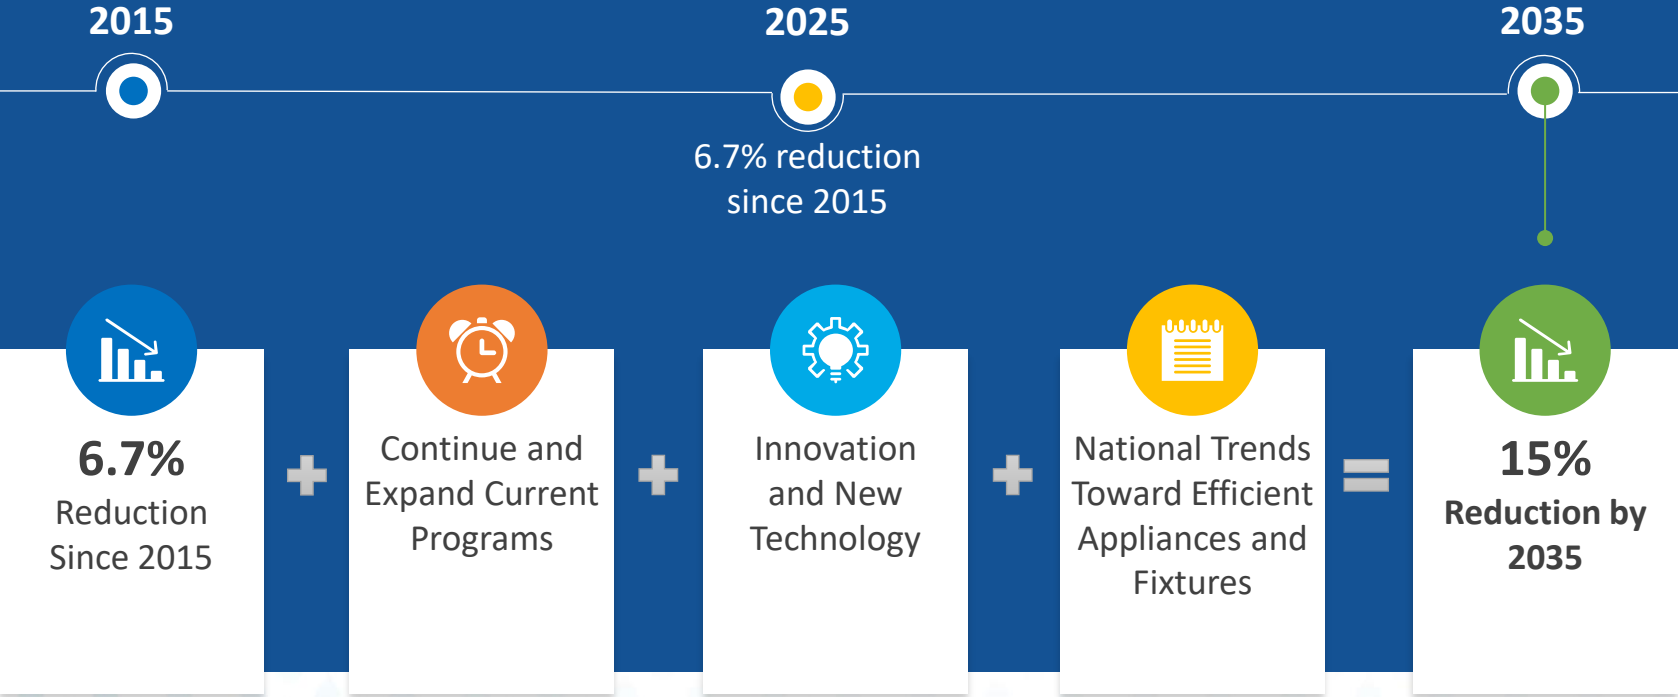 2015
2025
2035
6.7% reduction
since 2015
6.7%
Reduction
Since 2015
Continue and
Expand Current
Programs
Innovation
and New
Technology
National Trends
Toward Efficient
Appliances and
Fixtures
15%
Reduction by
2035